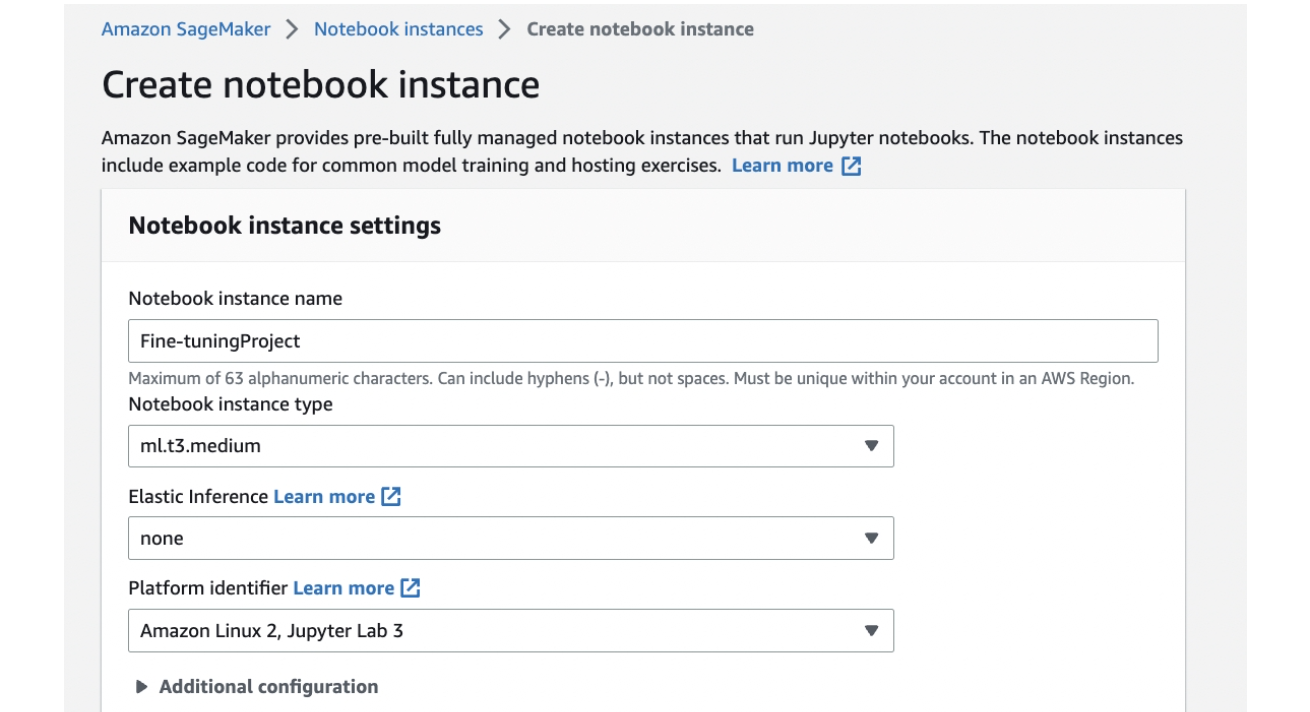 Amazon SageMaker > Notebook instances > Create notebook instance
Create notebook instance
Amazon SageMaker provides pre-built fully managed notebook instances that run Jupyter notebooks. The notebook instances
include example code for common model training and hosting exercises. Learn more
Notebook instance settings
Notebook instance name
Fine-tuningProject
Maximum of 63 alphanumeric characters. Can include hyphens (-), but not spaces. Must be unique within your account in an AWS Region.
Notebook instance type
ml.t3.medium
Elastic Inference Learn more
none
Platform identifier Learn more
Amazon Linux 2, Jupyter Lab 3
Additional configuration